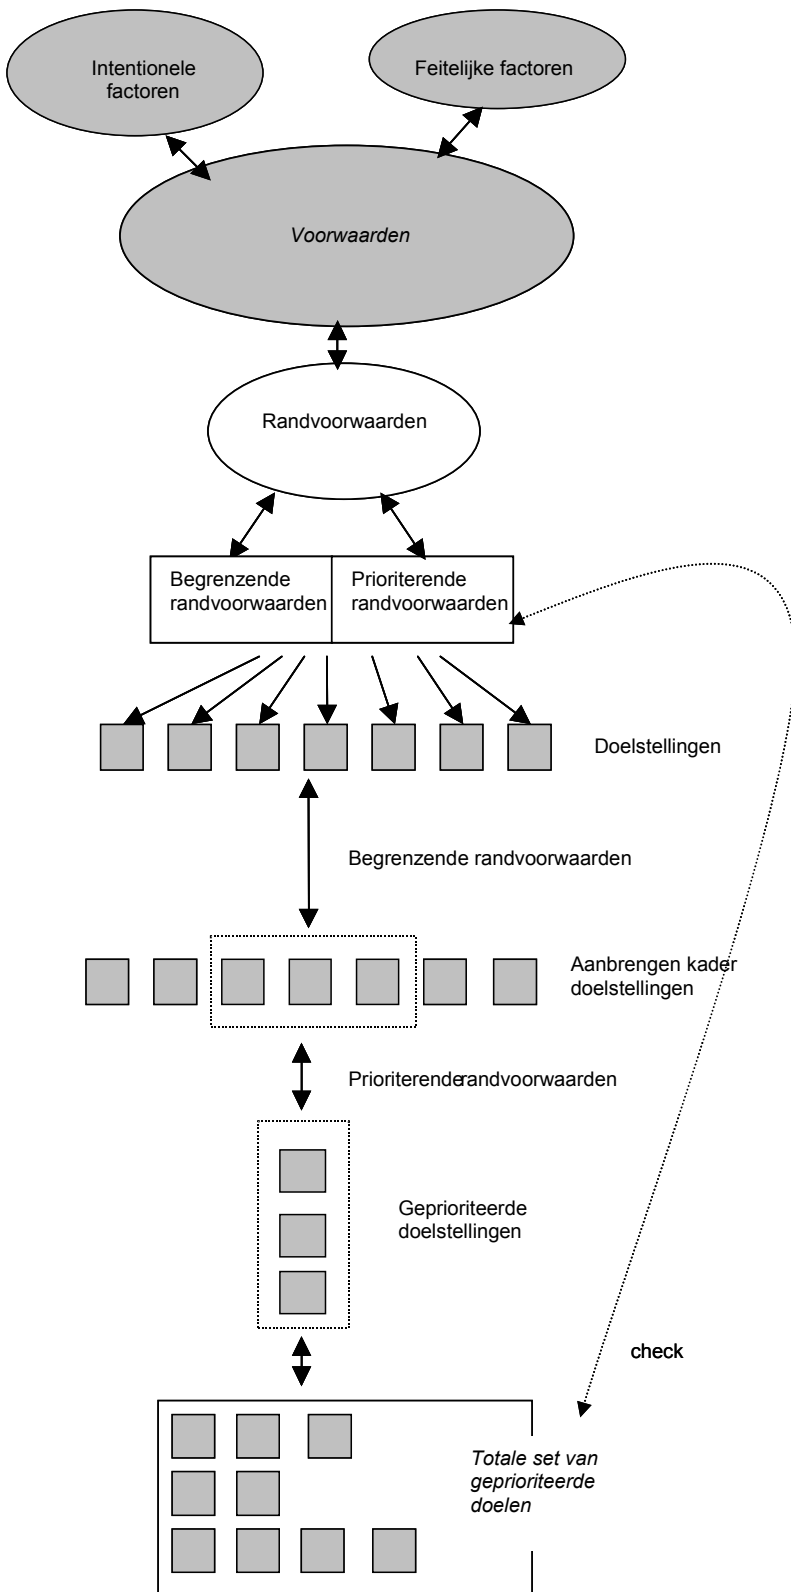 Intentionele
factoren
Feitelijke factoren
Voorwaarden
Randvoorwaarden
Begrenzende
randvoorwaarden
Prioriterende
randvoorwaarden
Doelstellingen
Begrenzende randvoorwaarden
Aanbrengen kader
doelstellingen
Prioriterenderandvoorwaarden
Geprioriteerde
doelstellingen
check
Totale set van
geprioriteerde
doelen